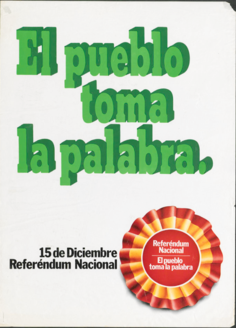 El pueblo
toma
la palabra.
15 de Diciembre
Referéndum Nacional
Referéndum
Nacional
El pueblo
toma la palabra